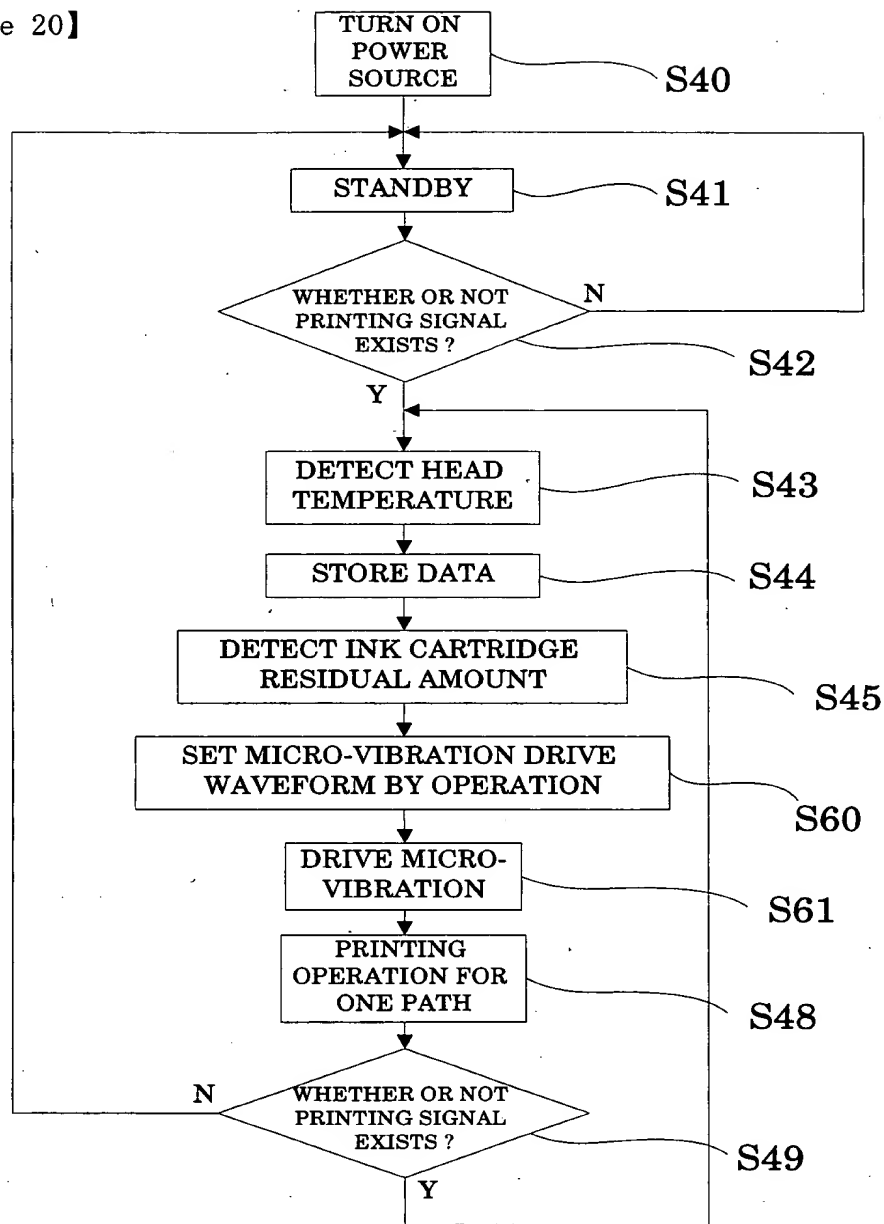 e 20】
TURN ON
POWER
SOURCE
S40
STANDBY
S41
WHETHER OR NOT
PRINTING SIGNAL
EXISTS ?
N
S42
Y
DETECT HEAD
TEMPERATURE
S43
STORE DATA
S44
DETECT INK CARTRIDGE
RESIDUAL AMOUNT
S45
SET MICRO-VIBRATION DRIVE
WAVEFORM BY OPERATION
S60
DRIVE MICRO-
VIBRATION
S61
PRINTING
OPERATION FOR
ONE PATH
S48
N
WHETHER OR NOT
PRINTING SIGNAL
EXISTS ?
S49
Y